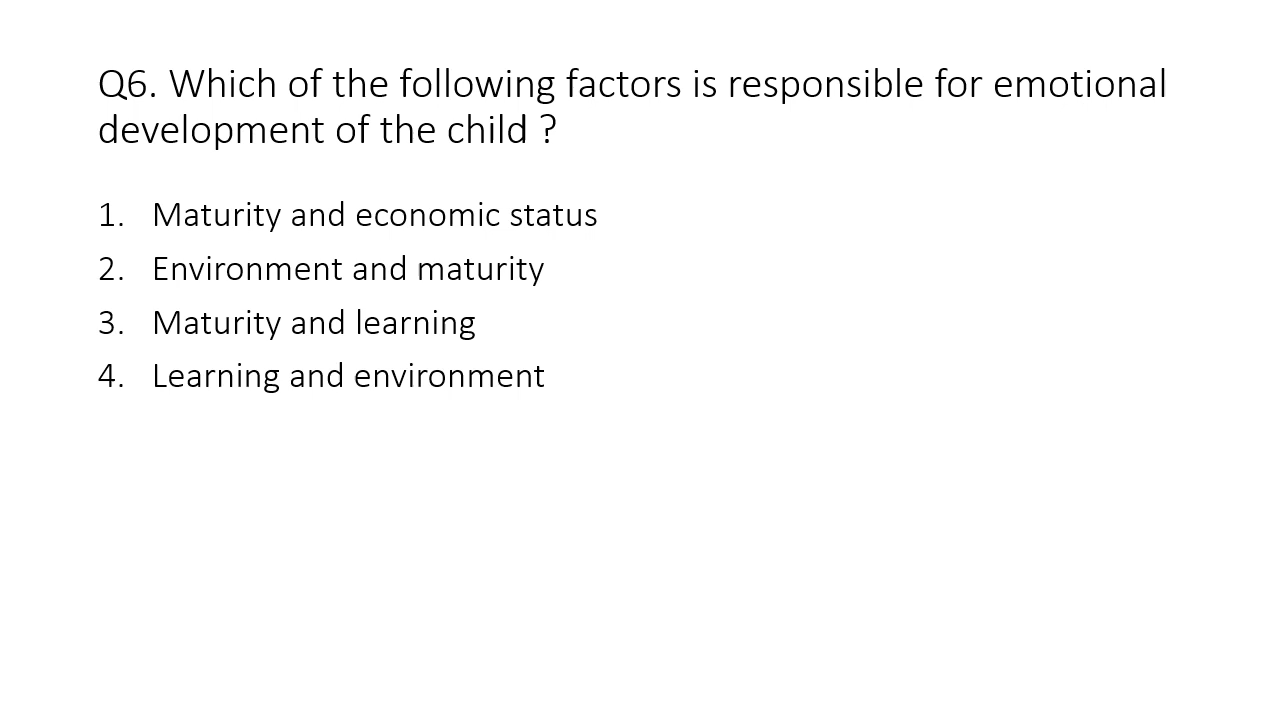 Q6. Which of the following factors is responsible for emotional
development of the child ?
1. Maturity and economic status
2. Environment and maturity
3. Maturity and learning
4. Learning and environment